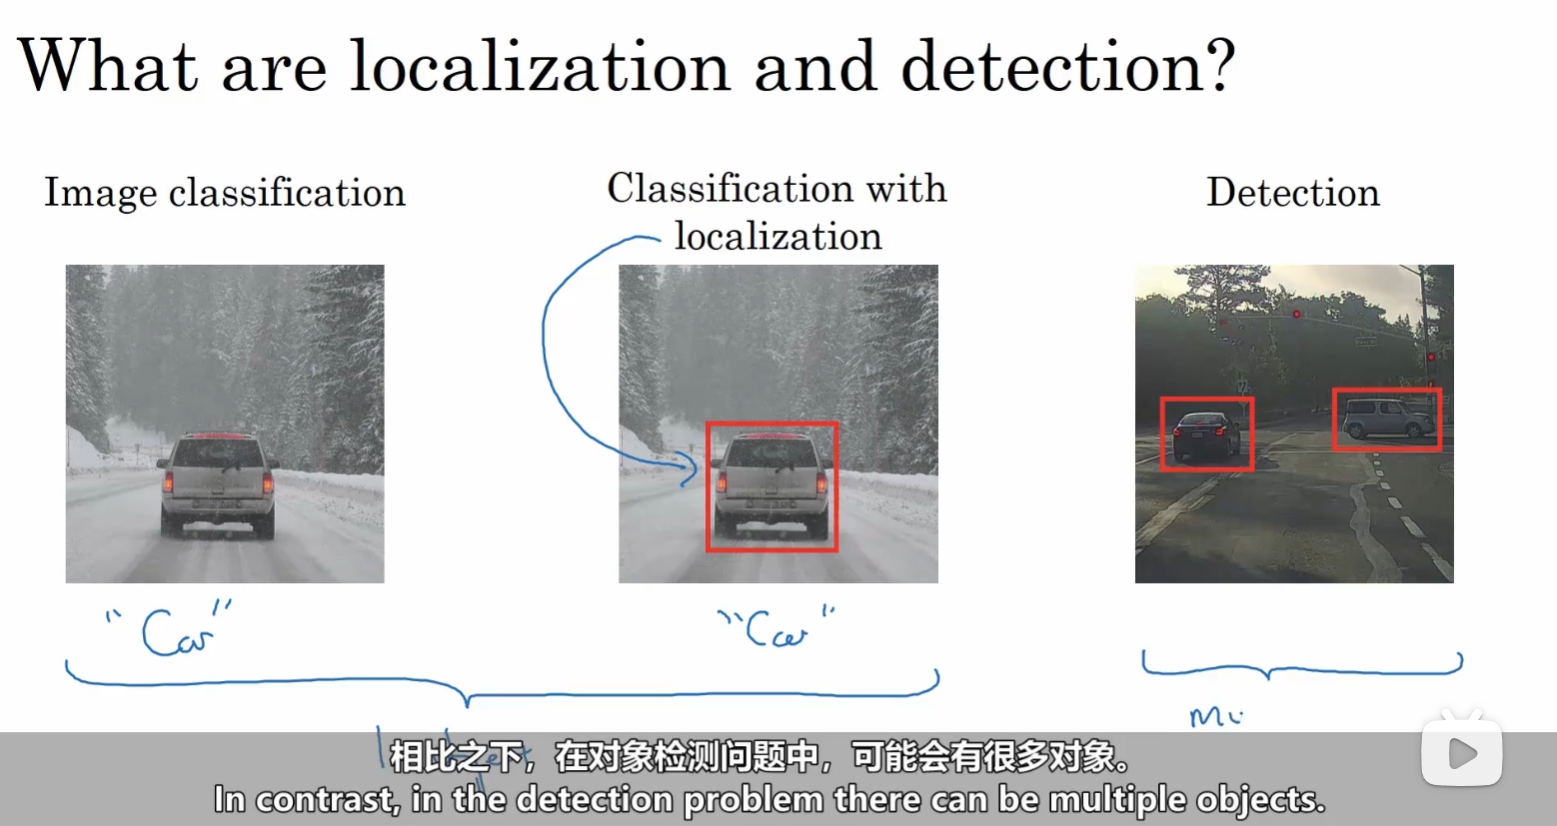 What are localization and detection?
Image classification
Classification with
localization
Detection
"Car"
"Car"
相比之下，在对象检测问题中，可能会有很多对象。
In contrast, in the detection problem there can be multiple objects.